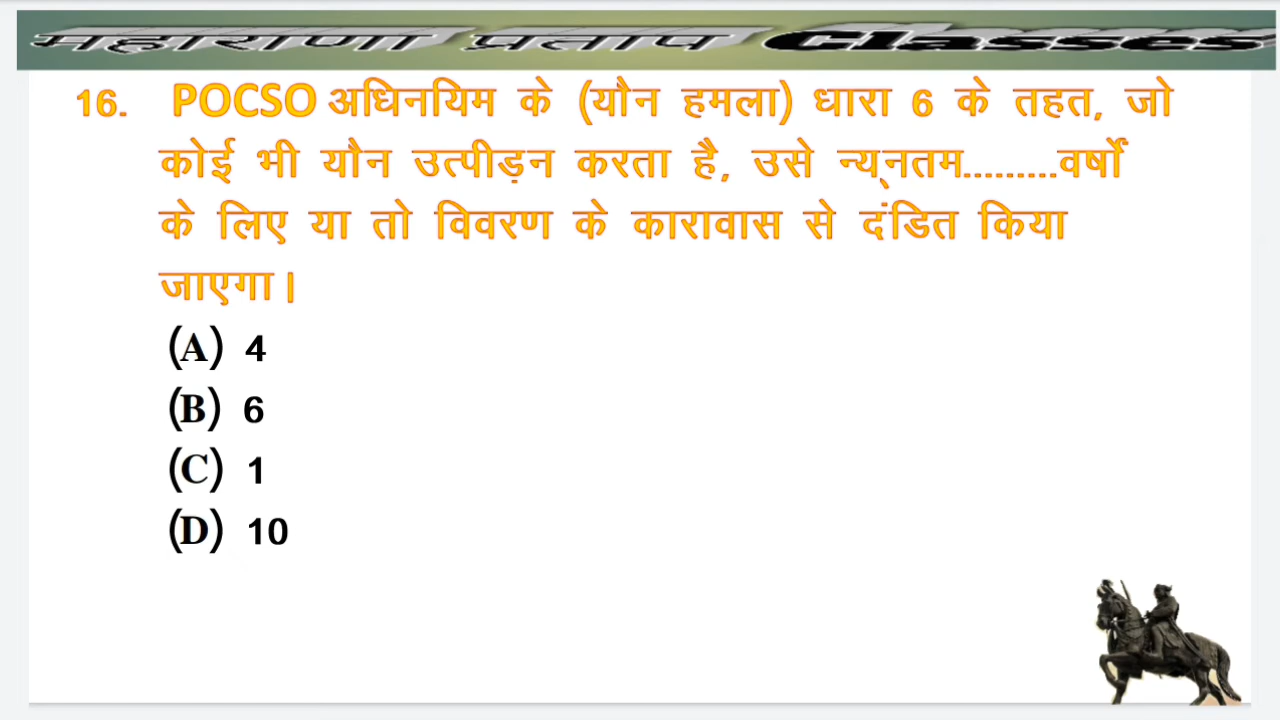 महाराणा प्रताप Classes
16. POCSO अधिनयिम के (यौन हमला) धारा 6 के तहत, जो
कोई भी यौन उत्पीड़न करता है, उसे न्यूनतम.........वर्षों
के लिए या तो विवरण के कारावास से दंडित किया
जाएगा।
(A) 4
(B) 6
(C) 1
(D) 10